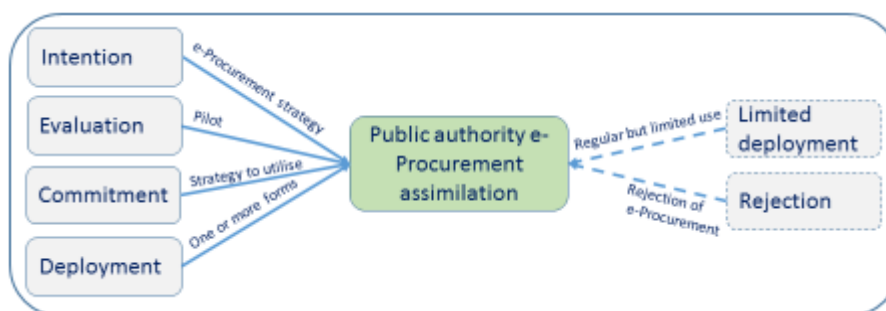 Intention
e-Procurement strategy
Evaluation
Pilot
Commitment
Strategy to utilise
Deployment
One or more forms
Public authority e-
Procurement
assimilation
Regular but limited use
Limited
deployment
Rejection of
e-Procurement
Rejection